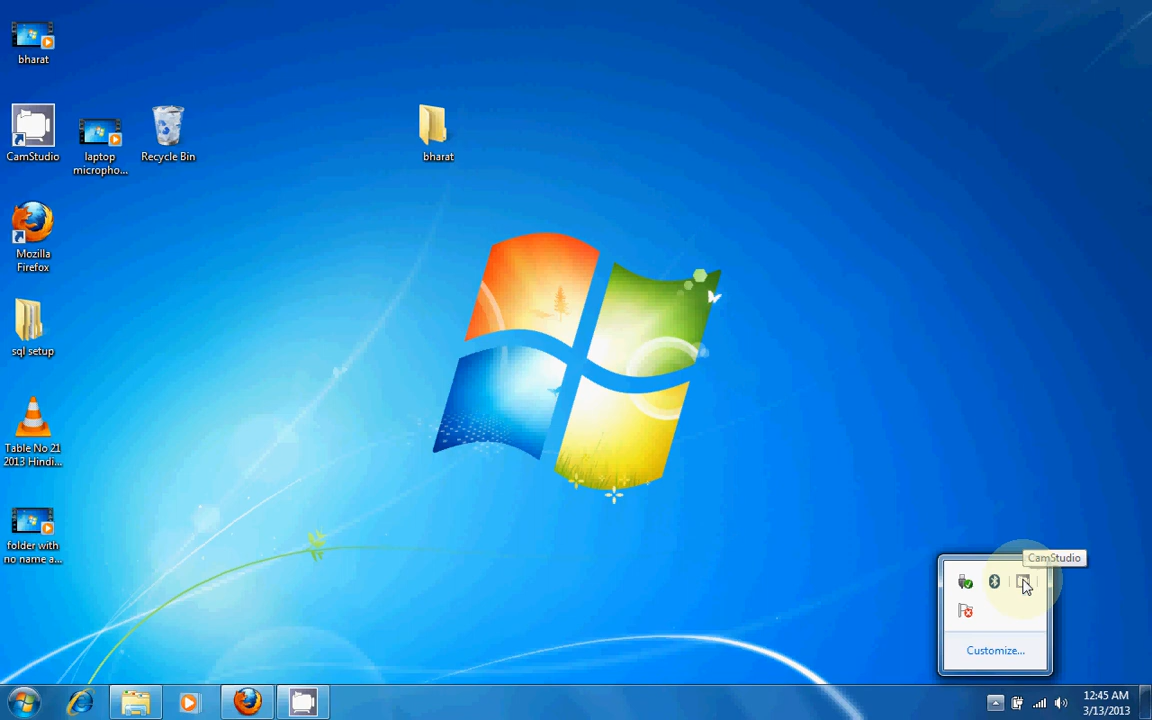 bharat
CamStudio
laptop
micropho...
Recycle Bin
bharat
Mozilla
Firefox
sql setup
Table No 21
2013 Hindi...
folder with
no name a...
CamStudio
Customize...
12:45 AM
3/13/2013